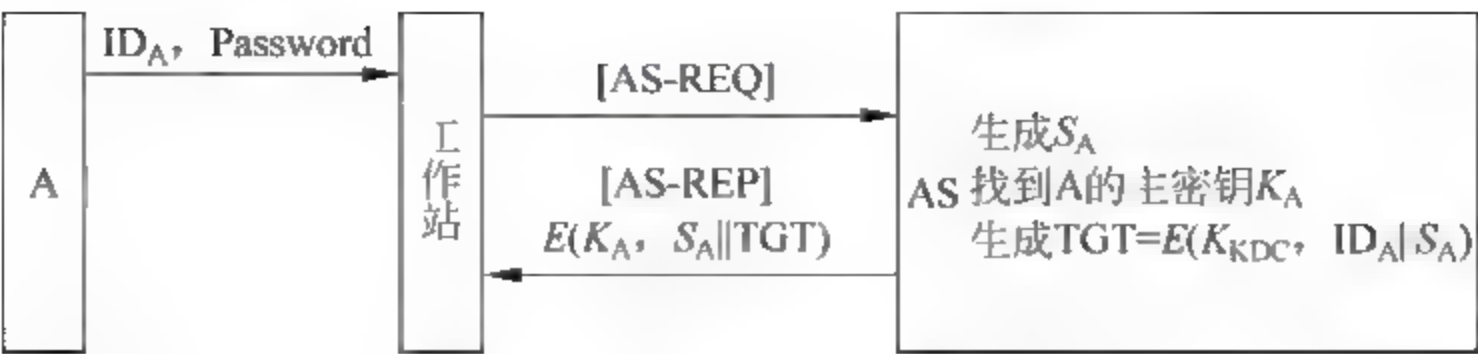 A
ID_A，Password
工作站
[AS-REQ]
[AS-REP]
E(K_A，S_A||TGT)
AS
生成S_A
找到A的主密钥K_A
生成TGT=E(K_KDC，ID_A|S_A)